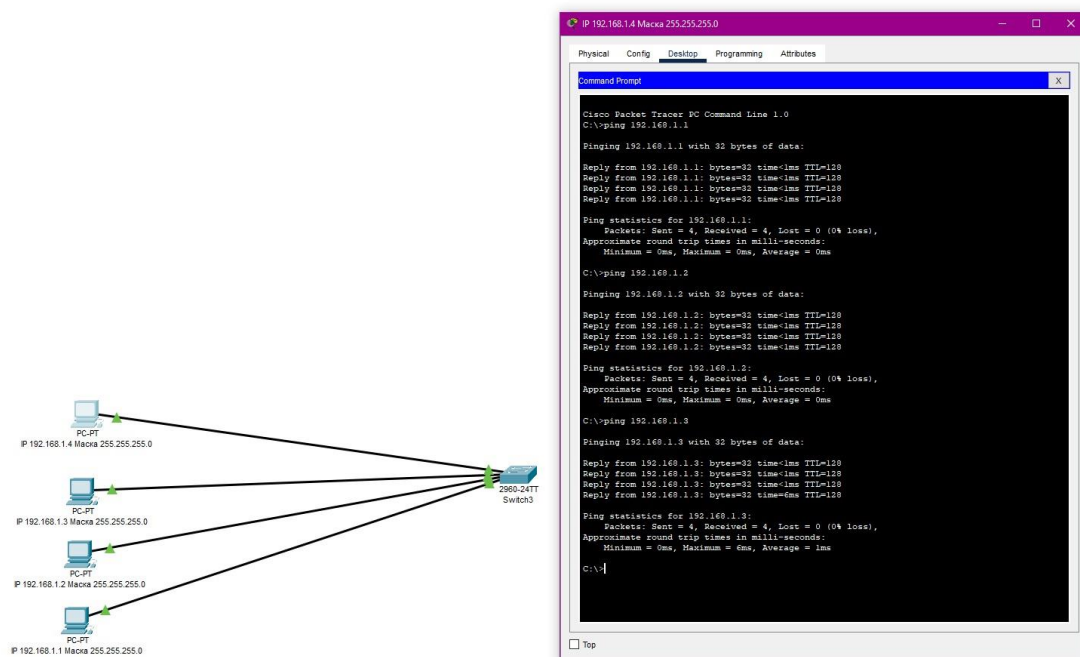 IP 192.168.1.4 Маска 255.255.255.0
Physical Config Desktop Programming Attributes
Command Prompt
X
Cisco Packet Tracer PC Command Line 1.0
C:\>ping 192.168.1.1
Pinging 192.168.1.1 with 32 bytes of data:
Reply from 192.168.1.1: bytes=32 time<1ms TTL=128
Reply from 192.168.1.1: bytes=32 time<1ms TTL=128
Reply from 192.168.1.1: bytes=32 time<1ms TTL=128
Reply from 192.168.1.1: bytes=32 time<1ms TTL=128
Ping statistics for 192.168.1.1:
Packets: Sent = 4, Received = 4, Lost = 0 (0% loss),
Approximate round trip times in milli-seconds:
Minimum = 0ms, Maximum = 0ms, Average = 0ms
C:\>ping 192.168.1.2
Pinging 192.168.1.2 with 32 bytes of data:
Reply from 192.168.1.2: bytes=32 time<1ms TTL=128
Reply from 192.168.1.2: bytes=32 time<1ms TTL=128
Reply from 192.168.1.2: bytes=32 time<1ms TTL=128
Reply from 192.168.1.2: bytes=32 time<1ms TTL=128
Ping statistics for 192.168.1.2:
Packets: Sent = 4, Received = 4, Lost = 0 (0% loss),
Approximate round trip times in milli-seconds:
Minimum = 0ms, Maximum = 0ms, Average = 0ms
C:\>ping 192.168.1.3
Pinging 192.168.1.3 with 32 bytes of data:
Reply from 192.168.1.3: bytes=32 time<1ms TTL=128
Reply from 192.168.1.3: bytes=32 time<1ms TTL=128
Reply from 192.168.1.3: bytes=32 time<1ms TTL=128
Reply from 192.168.1.3: bytes=32 time=6ms TTL=128
Ping statistics for 192.168.1.3:
Packets: Sent = 4, Received = 4, Lost = 0 (0% loss),
Approximate round trip times in milli-seconds:
Minimum = 0ms, Maximum = 6ms, Average = 1ms
C:\>
Top
PC-PT
IP 192.168.1.4 Маска 255.255.255.0
PC-PT
IP 192.168.1.3 Маска 255.255.255.0
PC-PT
IP 192.168.1.2 Маска 255.255.255.0
PC-PT
IP 192.168.1.1 Маска 255.255.255.0
2960-24TT
Switch3